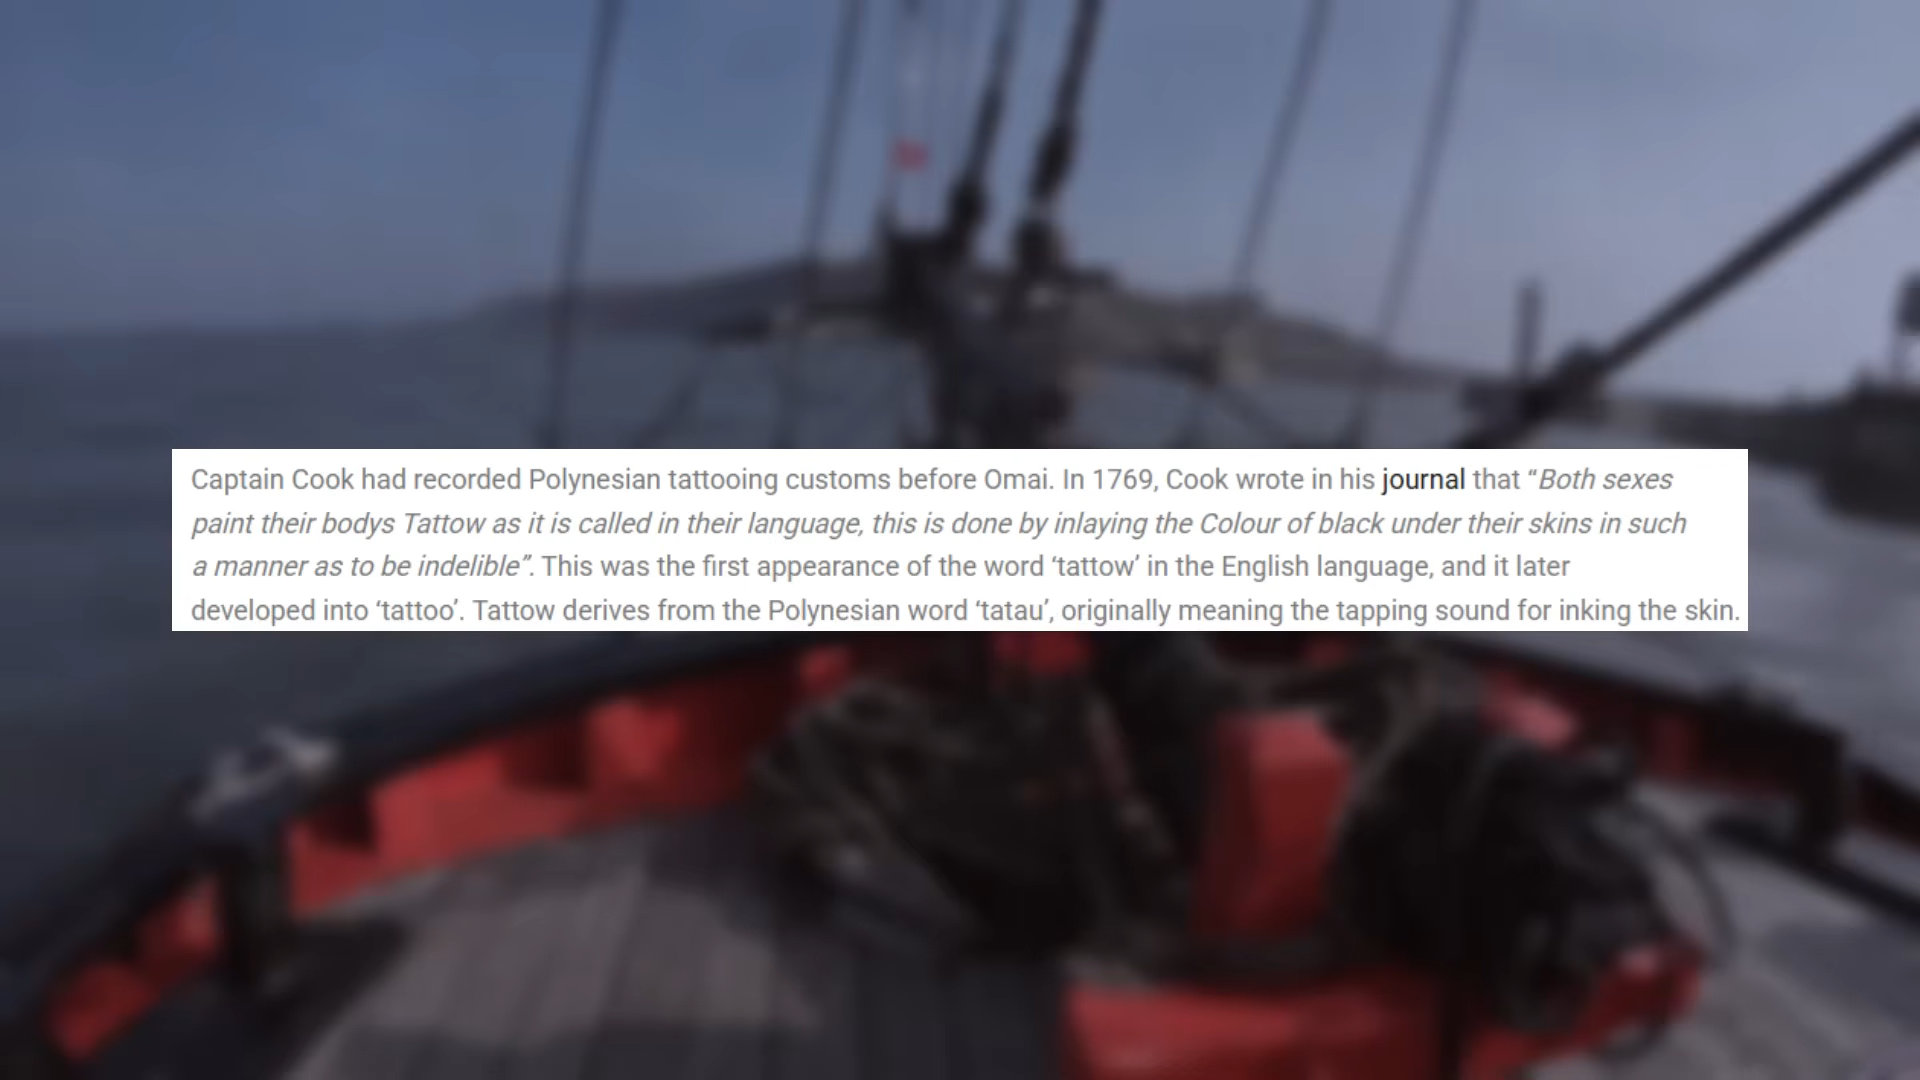 Captain Cook had recorded Polynesian tattooing customs before Omai. In 1769, Cook wrote in his journal that “Both sexes
paint their bodys Tattow as it is called in their language, this is done by inlaying the Colour of black under their skins in such
a manner as to be indelible”. This was the first appearance of the word ‘tattow’ in the English language, and it later
developed into ‘tattoo’. Tattow derives from the Polynesian word ‘tatau’, originally meaning the tapping sound for inking the skin.